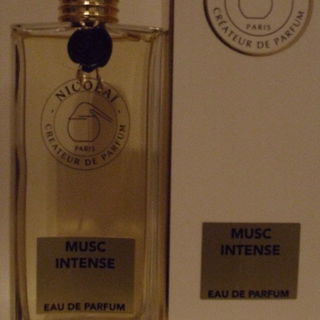 NICOLAÏ
PARIS
CRÉATEUR DE PARFUM
MUSC
INTENSE
EAU DE PARFUM
PARIS
CRÉATEUR DE PARFUM
MUSC
INTENSE
EAU DE PARFUM